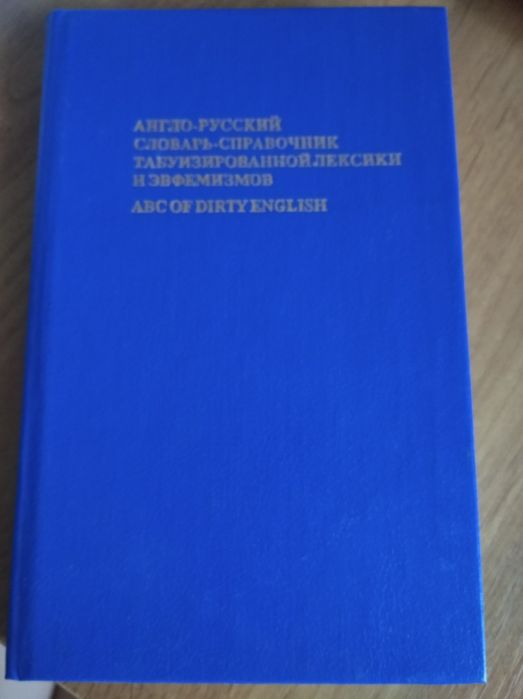 АНГЛО-РУССКИЙ
СЛОВАРЬ-СПРАВОЧНИК
ТАБУИЗИРОВАННОЙ ЛЕКСИКИ
И ЭВФЕМИЗМОВ
ABC OF DIRTY ENGLISH